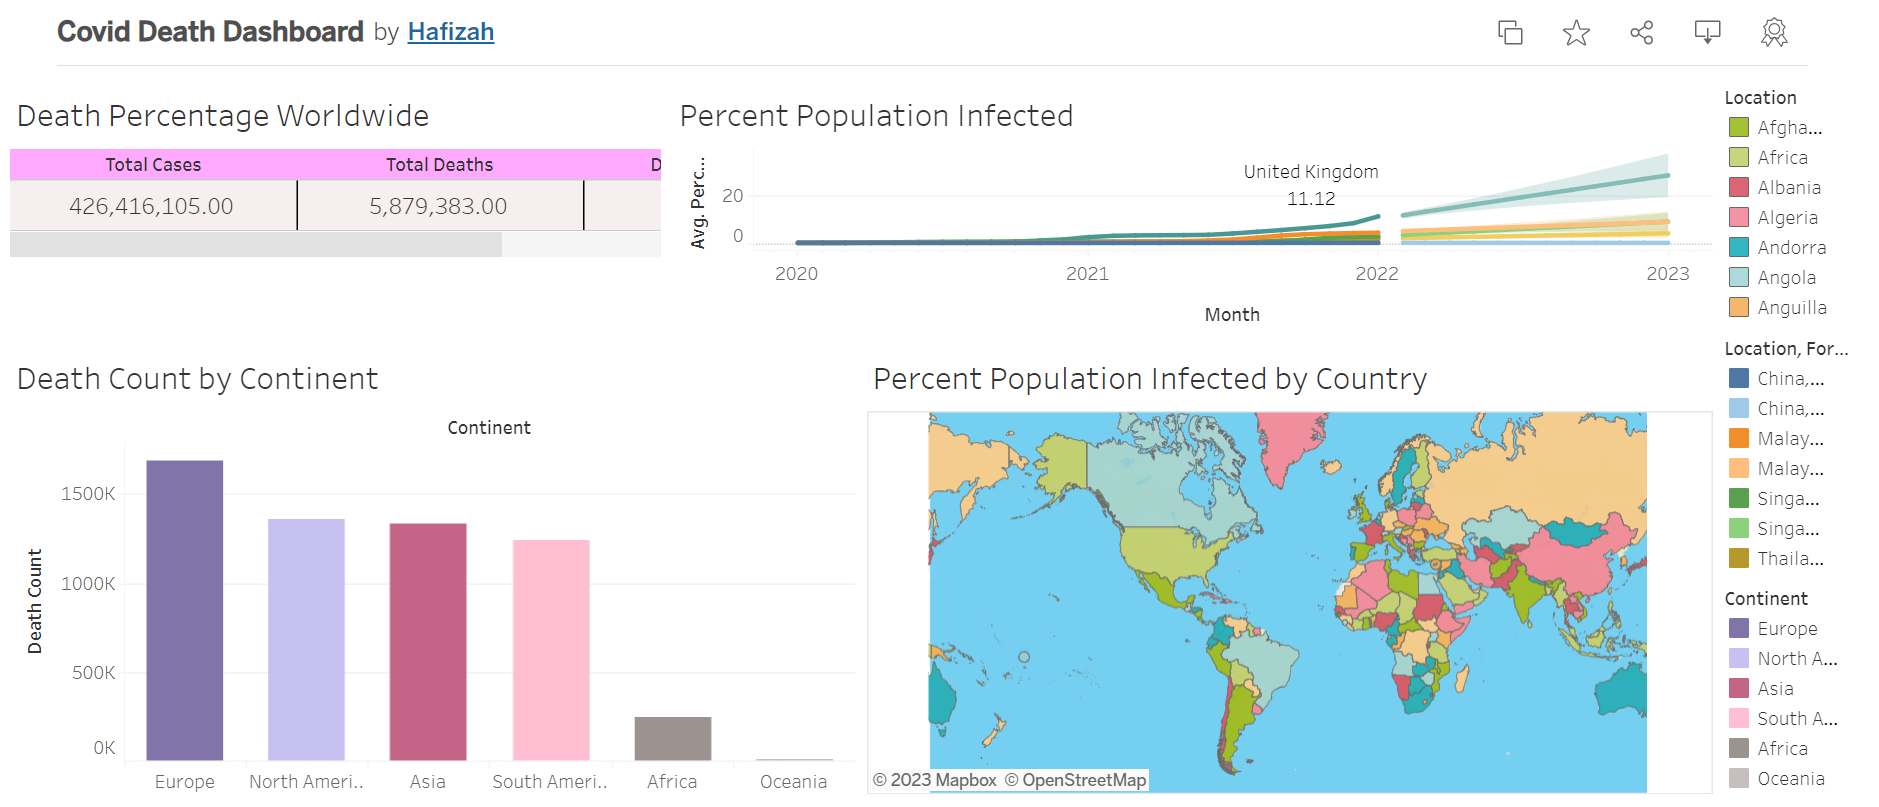 Covid Death Dashboard by Hafizah
Death Percentage Worldwide
Total Cases
Total Deaths
D
426,416,105.00
5,879,383.00
Percent Population Infected
Avg. Perc...
20
0
United Kingdom
11.12
2020
2021
2022
2023
Month
Location
Afgha...
Africa
Albania
Algeria
Andorra
Angola
Anguilla
Location, For...
China,...
China,...
Malay...
Malay...
Singa...
Singa...
Thaila...
Continent
Europe
North A...
Asia
South A...
Africa
Oceania
Death Count by Continent
Continent
Death Count
1500K
1000K
500K
0K
Europe
North Ameri..
Asia
South Ameri..
Africa
Oceania
Percent Population Infected by Country
© 2023 Mapbox © OpenStreetMap